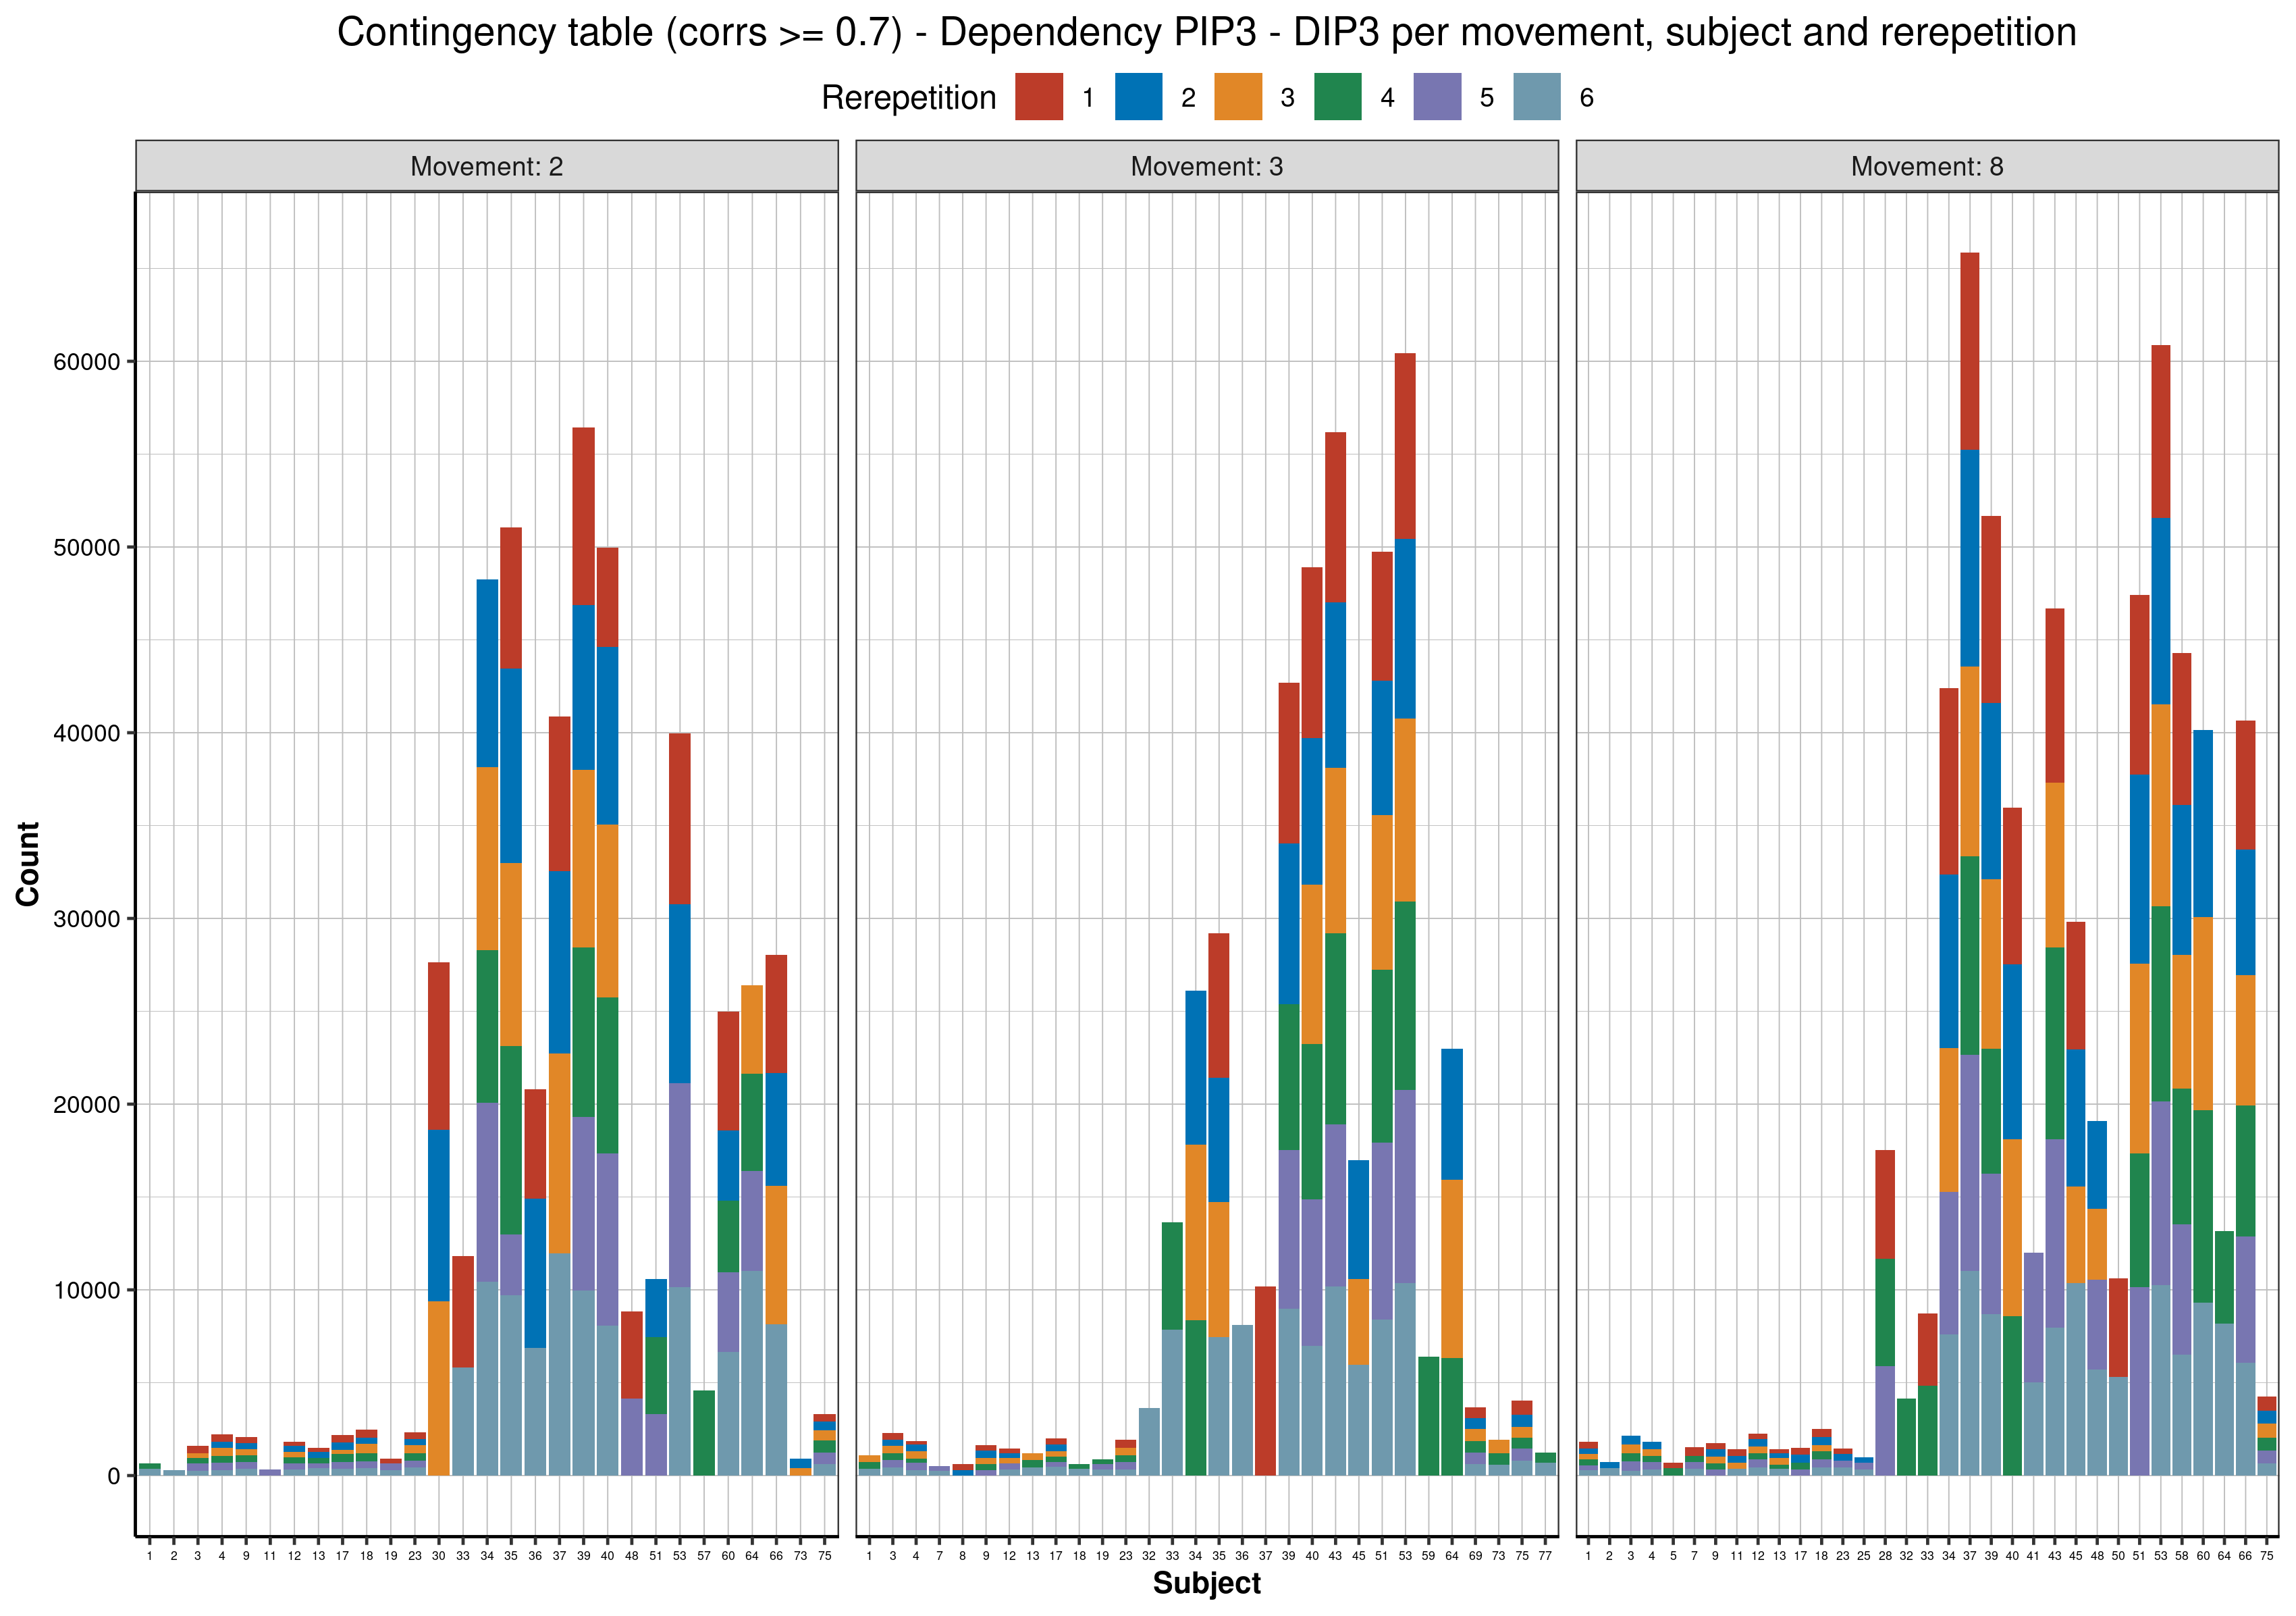 Contingency table (corrs >= 0.7) - Dependency PIP3 - DIP3 per movement, subject and rerepetition
Rerepetition 1 2 3 4 5 6
Movement: 2 Movement: 3 Movement: 8
60000
50000
40000
30000
20000
10000
0
Count
1 2 3 4 9 11 12 13 17 18 19 23 30 33 34 35 36 37 39 40 48 51 53 57 60 64 66 73 75
1 3 4 7 8 9 12 13 17 18 19 23 32 33 34 35 36 37 39 40 43 45 51 53 59 64 69 73 75 77
1 2 3 4 5 7 9 11 12 13 17 18 23 25 28 32 33 34 37 39 40 41 43 45 48 50 51 53 58 60 64 66 75
Subject